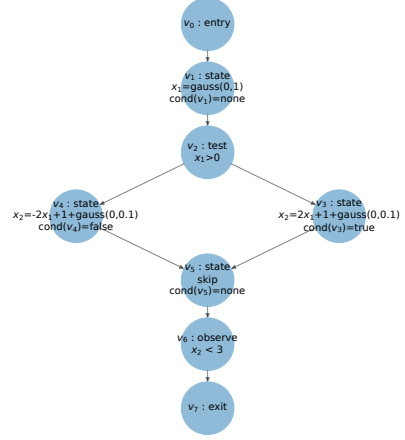 v₀ : entry
v₁ : state
x₁=gauss(0,1)
cond(v₁)=none
v₂ : test
x₁>0
v₄ : state
x₂=-2x₁+1+gauss(0,0.1)
cond(v₄)=false
v₃ : state
x₂=2x₁+1+gauss(0,0.1)
cond(v₃)=true
v₅ : state
skip
cond(v₅)=none
v₆ : observe
x₂ < 3
v₇ : exit